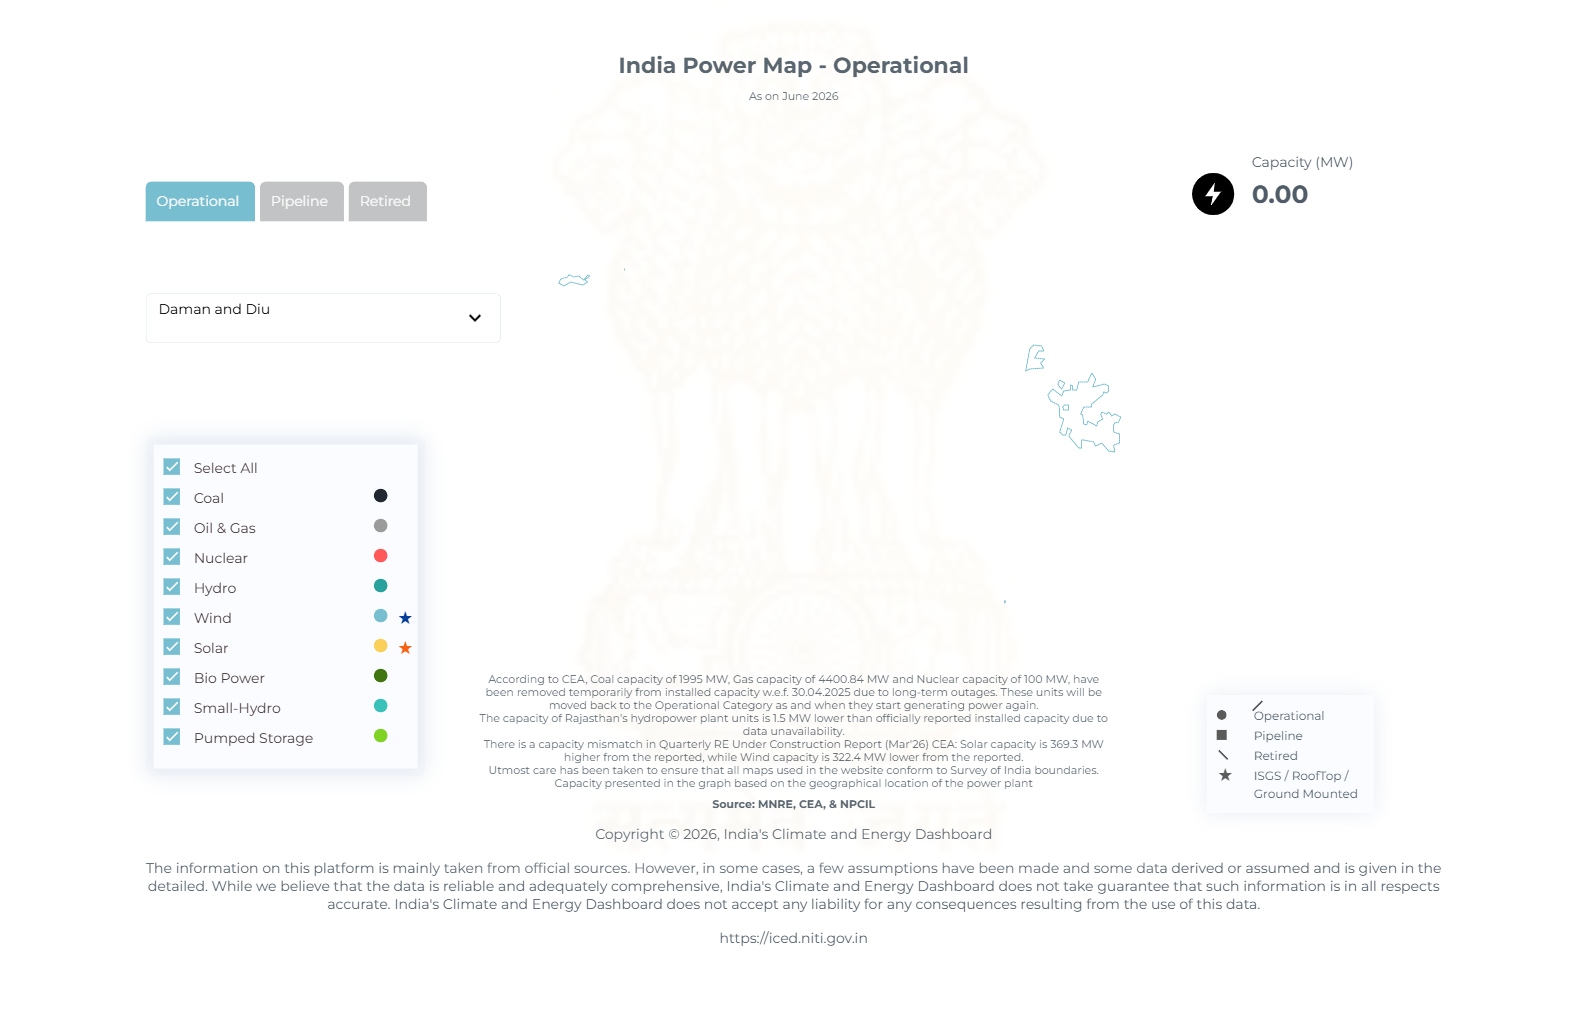 India Power Map - Operational
As on June 2026
Capacity (MW)
0.00
Operational
Pipeline
Retired
Daman and Diu
Select All
Coal
Oil & Gas
Nuclear
Hydro
Wind
Solar
Bio Power
Small-Hydro
Pumped Storage
According to CEA, Coal capacity of 1995 MW, Gas capacity of 4400.84 MW and Nuclear capacity of 100 MW, have
been removed temporarily from installed capacity w.e.f. 30.04.2025 due to long-term outages. These units will be
moved back to the Operational Category as and when they start generating power again.
The capacity of Rajasthan's hydropower plant units is 1.5 MW lower than officially reported installed capacity due to
data unavailability.
There is a capacity mismatch in Quarterly RE Under Construction Report (Mar'26) CEA: Solar capacity is 369.3 MW
higher from the reported, while Wind capacity is 322.4 MW lower from the reported.
Utmost care has been taken to ensure that all maps used in the website conform to Survey of India boundaries.
Capacity presented in the graph based on the geographical location of the power plant
Source: MNRE, CEA, & NPCIL
Operational
Pipeline
Retired
ISGS / RoofTop /
Ground Mounted
Copyright © 2026, India's Climate and Energy Dashboard
The information on this platform is mainly taken from official sources. However, in some cases, a few assumptions have been made and some data derived or assumed and is given in the
detailed. While we believe that the data is reliable and adequately comprehensive, India's Climate and Energy Dashboard does not take guarantee that such information is in all respects
accurate. India's Climate and Energy Dashboard does not accept any liability for any consequences resulting from the use of this data.
https://iced.niti.gov.in